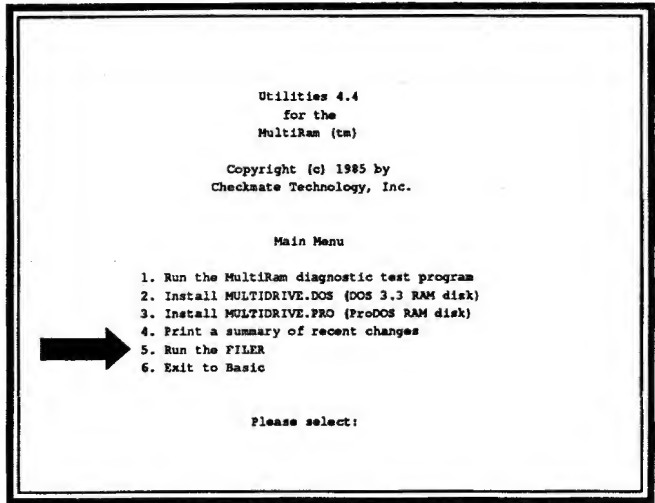 Utilities 4.4
for the
MultiRam (tm)
Copyright (c) 1985 by
Checkmate Technology, Inc.
Main Menu
1. Run the MultiRam diagnostic test program
2. Install MULTIDRIVE.DOS (DOS 3.3 RAM disk)
3. Install MULTIDRIVE.PRO (ProDOS RAM disk)
4. Print a summary of recent changes
5. Run the FILER
6. Exit to Basic
Please select: